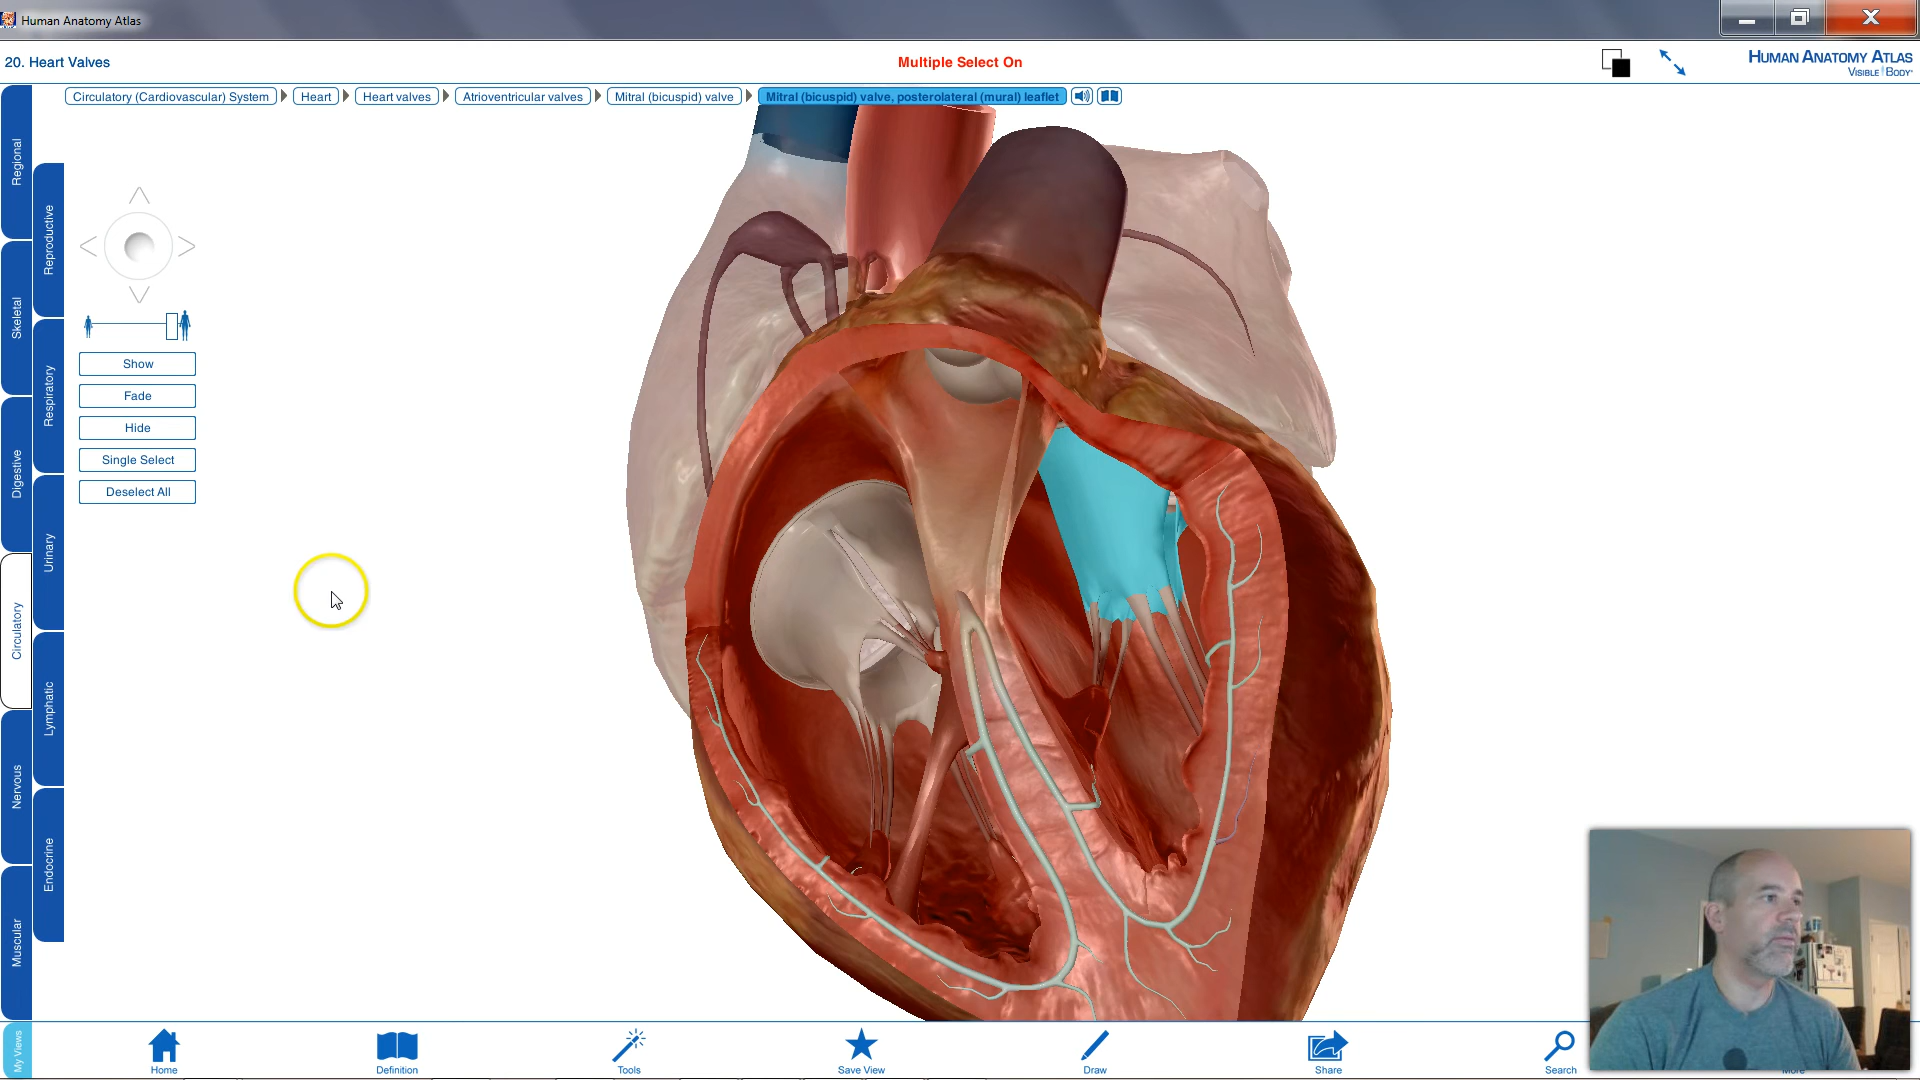 Human Anatomy Atlas
20. Heart Valves
Multiple Select On
HUMAN ANATOMY ATLAS
VISIBLE BODY
Circulatory (Cardiovascular) System
Heart
Heart valves
Atrioventricular valves
Mitral (bicuspid) valve
Mitral (bicuspid) valve, posterolateral (mural) leaflet
Regional
Skeletal
Digestive
Circulatory
Nervous
Muscular
My Views
Reproductive
Respiratory
Urinary
Lymphatic
Endocrine
Show
Fade
Hide
Single Select
Deselect All
Home
Definition
Tools
Save View
Draw
Share
Search
More